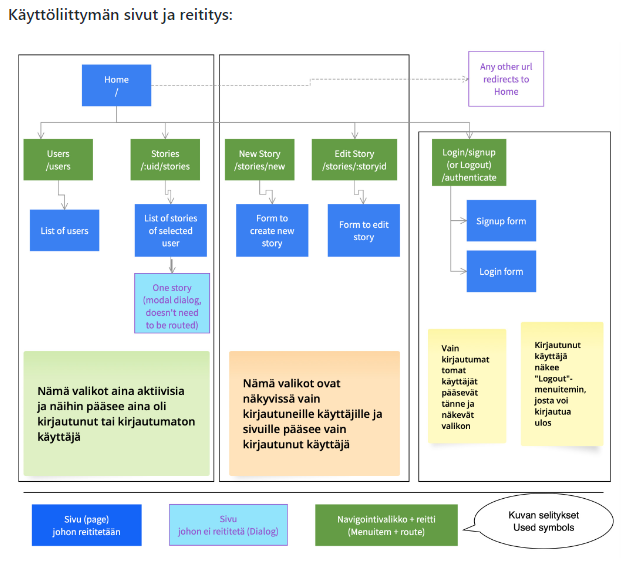 Käyttöliittymän sivut ja reititys:
Home
/
Any other url
redirects to
Home
Users
/users
Stories
/:uid/stories
New Story
/stories/new
Edit Story
/stories/:storyid
Login/signup
(or Logout)
/authenticate
List of users
List of stories
of selected
user
Form to
create new
story
Form to edit
story
Signup form
Login form
One story
(modal dialog,
doesn't need
to be routed)
Nämä valikot aina aktiivisia
ja näihin pääsee aina oli
kirjautunut tai kirjautumaton
käyttäjä
Nämä valikot ovat
näkyvissä vain
kirjautuneille käyttäjille ja
sivuille pääsee vain
kirjautunut käyttäjä
Vain
kirjautumat
tomat
käyttäjät
pääsevät
tänne ja
näkevät
valikon
Kirjautunut
käyttäjä
näkee
"Logout"-
menuitemin,
josta voi
kirjautua
ulos
Sivu (page)
johon reititetään
Sivu
johon ei reititetä (Dialog)
Navigointivalikko + reitti
(Menuitem + route)
Kuvan selitykset
Used symbols